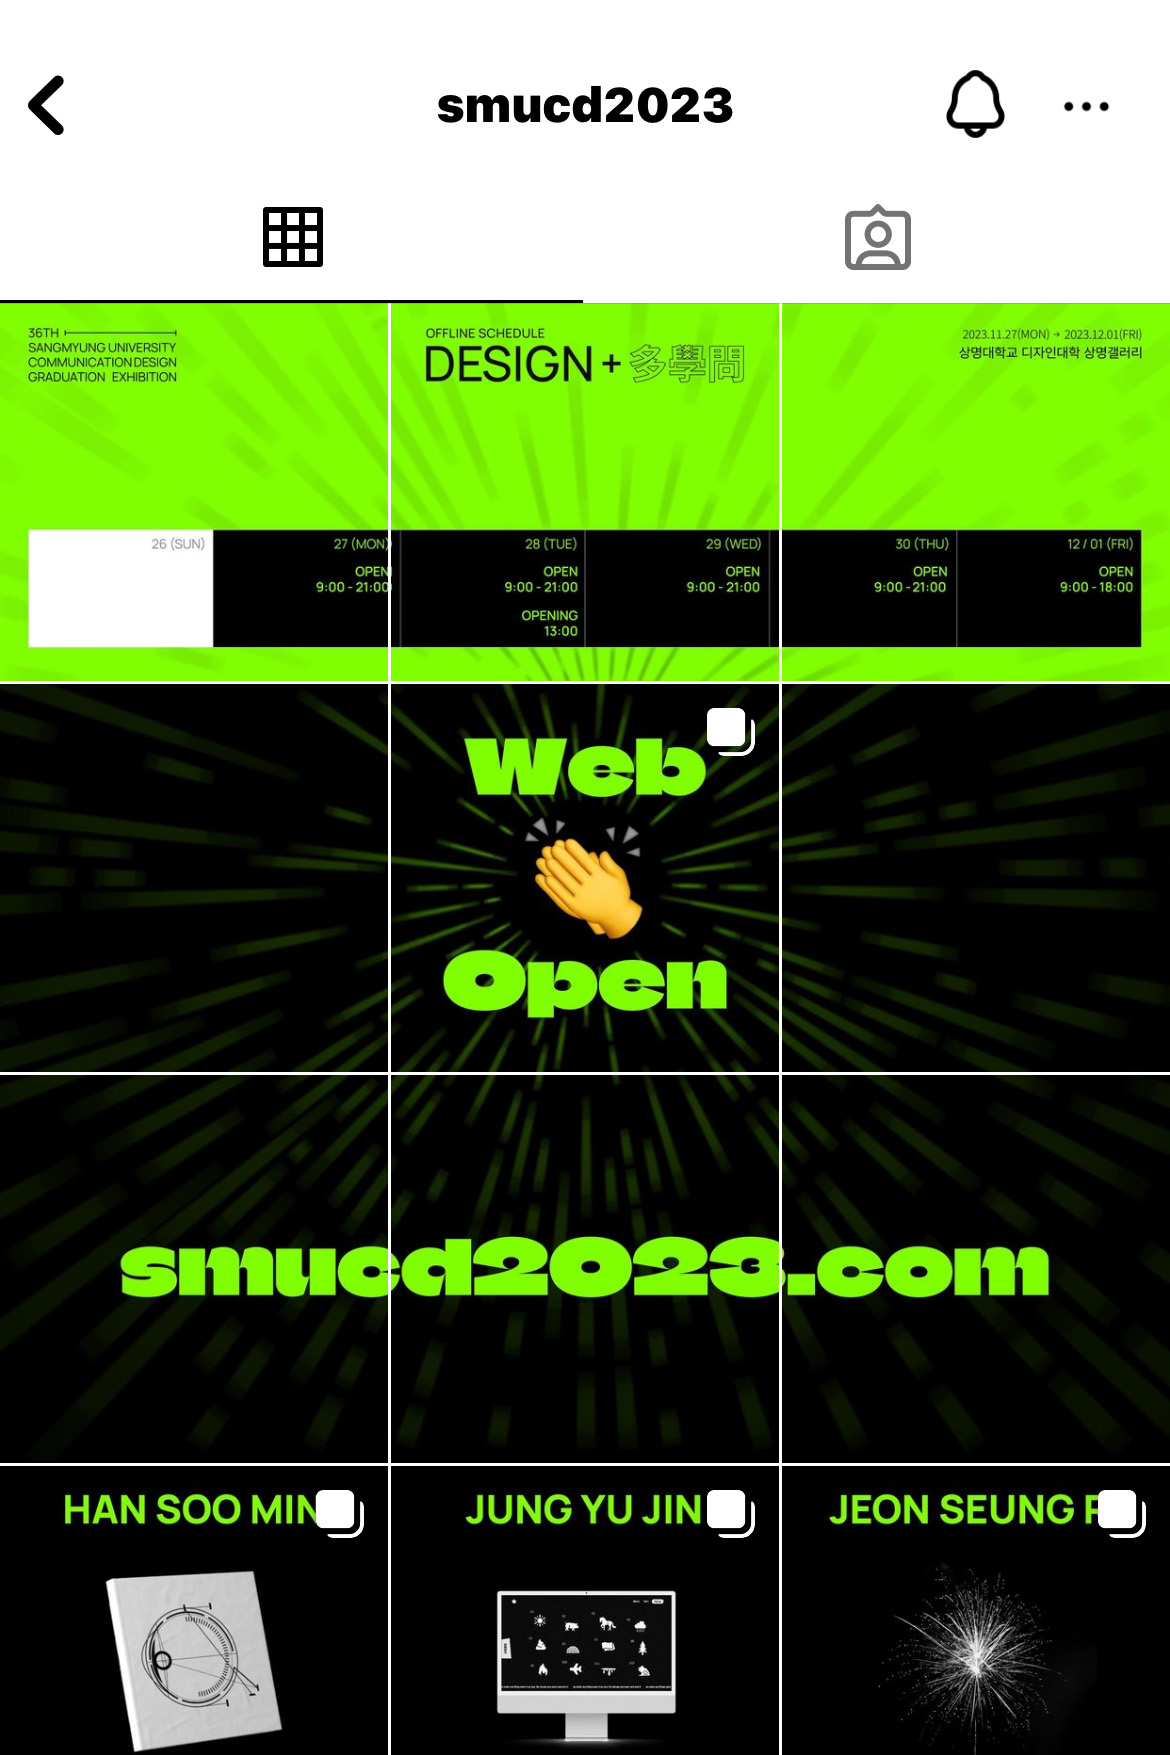 smucd2023
36TH
SANGMYUNG UNIVERSITY
COMMUNICATION DESIGN
GRADUATION EXHIBITION
OFFLINE SCHEDULE
DESIGN + 多學問
2023.11.27(MON) → 2023.12.01(FRI)
상명대학교 디자인대학 상명갤러리
26 (SUN)
27 (MON)
OPEN
9:00 - 21:00
28 (TUE)
OPEN
9:00 - 21:00
OPENING
13:00
29 (WED)
OPEN
9:00 - 21:00
30 (THU)
OPEN
9:00 - 21:00
12 / 01 (FRI)
OPEN
9:00 - 18:00
Web
Open
smucd2023.com
HAN SOO MIN
JUNG YU JIN
JEON SEUNG